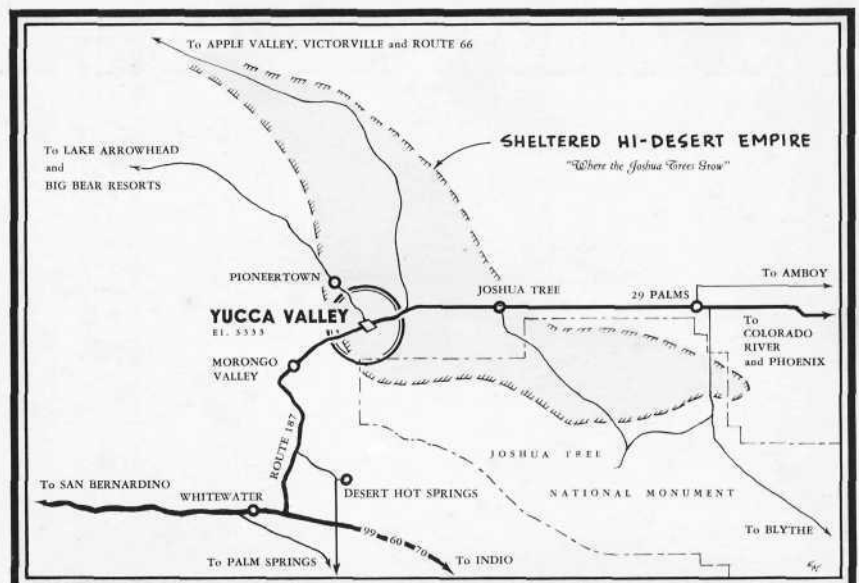 To APPLE VALLEY, VICTORVILLE and ROUTE 66
SHELTERED HI-DESERT EMPIRE
"Where the Joshua Trees Grow"
To LAKE ARROWHEAD
and
BIG BEAR RESORTS
PIONEERTOWN
JOSHUA TREE
29 PALMS
To AMBOY
YUCCA VALLEY
El. 3333
To
COLORADO
RIVER
and PHOENIX
MORONGO
VALLEY
ROUTE 187
JOSHUA TREE
NATIONAL MONUMENT
To SAN BERNARDINO
WHITEWATER
DESERT HOT SPRINGS
To BLYTHE
99 60 70
To PALM SPRINGS
To INDIO